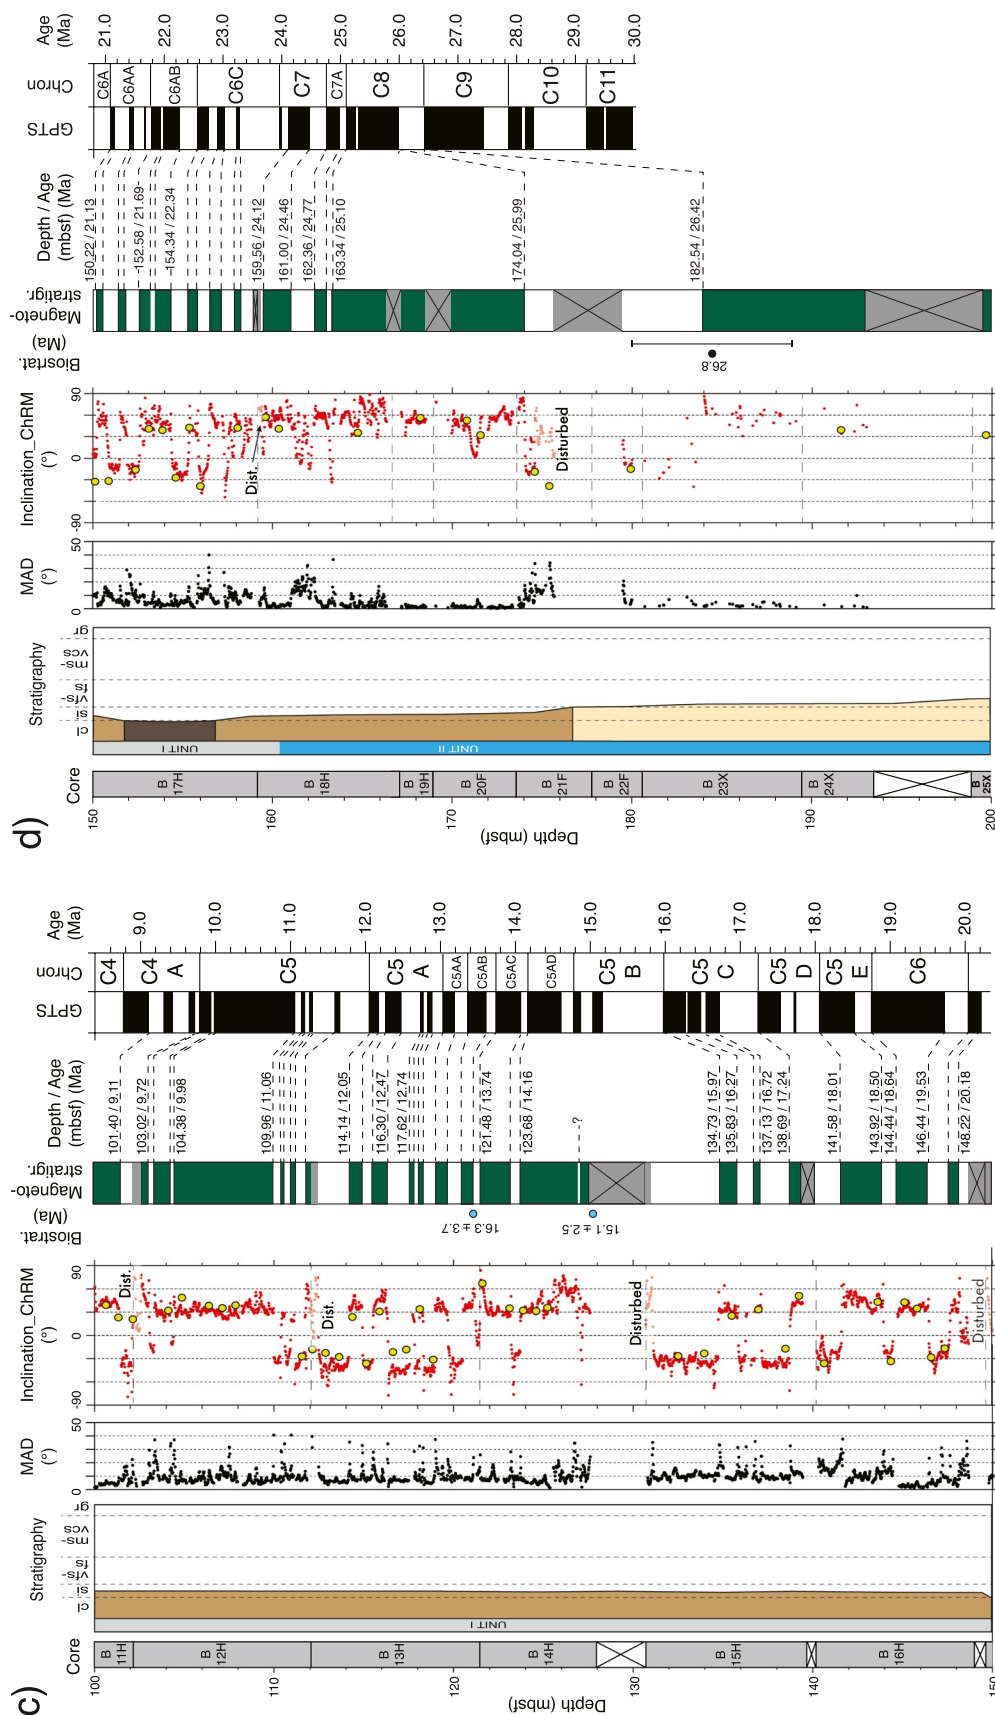 c)
Core
Stratigraphy
MAD
(°)
Inclination_ChRM
(°)
Biostrat.
(Ma)
Magneto-
stratigr.
Depth / Age
(mbsf) (Ma)
GPTS
Chron
Age
(Ma)
cl
si
vfs-
fs
ms-
vcs
gr
0
50
-90
0
90
Depth (mbsf)
100
110
120
130
140
150
B
11H
B
12H
B
13H
B
14H
B
15H
B
16H
UNIT I
Dist.
Dist.
Disturbed
Disturbed
16.3 ± 3.7
15.1 ± 2.5
101.40 / 9.11
103.02 / 9.72
104.38 / 9.98
109.96 / 11.06
114.14 / 12.05
116.30 / 12.47
117.62 / 12.74
121.48 / 13.74
123.68 / 14.16
?
134.73 / 15.97
135.83 / 16.27
137.13 / 16.72
138.69 / 17.24
141.58 / 18.01
143.92 / 18.50
144.44 / 18.64
146.44 / 19.53
148.22 / 20.18
C4
C4
A
C5
C5
A
C5AA
C5AB
C5AC
C5AD
C5
B
C5
C
C5
D
C5
E
C6
9.0
10.0
11.0
12.0
13.0
14.0
15.0
16.0
17.0
18.0
19.0
20.0
d)
Core
Stratigraphy
MAD
(°)
Inclination_ChRM
(°)
Biosrtat.
(Ma)
Magneto-
stratigr.
Depth / Age
(mbsf) (Ma)
GPTS
Chron
Age
(Ma)
cl
si
vfs-
fs
ms-
vcs
gr
0
50
-90
0
90
Depth (mbsf)
150
160
170
180
190
200
B
17H
B
18H
B
19H
B
20F
B
21F
B
22F
B
23X
B
24X
B
25X
UNIT I
UNIT II
Dist.
Disturbed
26.8
150.22 / 21.13
152.58 / 21.69
154.34 / 22.34
159.56 / 24.12
161.00 / 24.46
162.36 / 24.77
163.34 / 25.10
174.04 / 25.99
182.54 / 26.42
C6A
C6AA
C6AB
C6C
C7
C7A
C8
C9
C10
C11
21.0
22.0
23.0
24.0
25.0
26.0
27.0
28.0
29.0
30.0